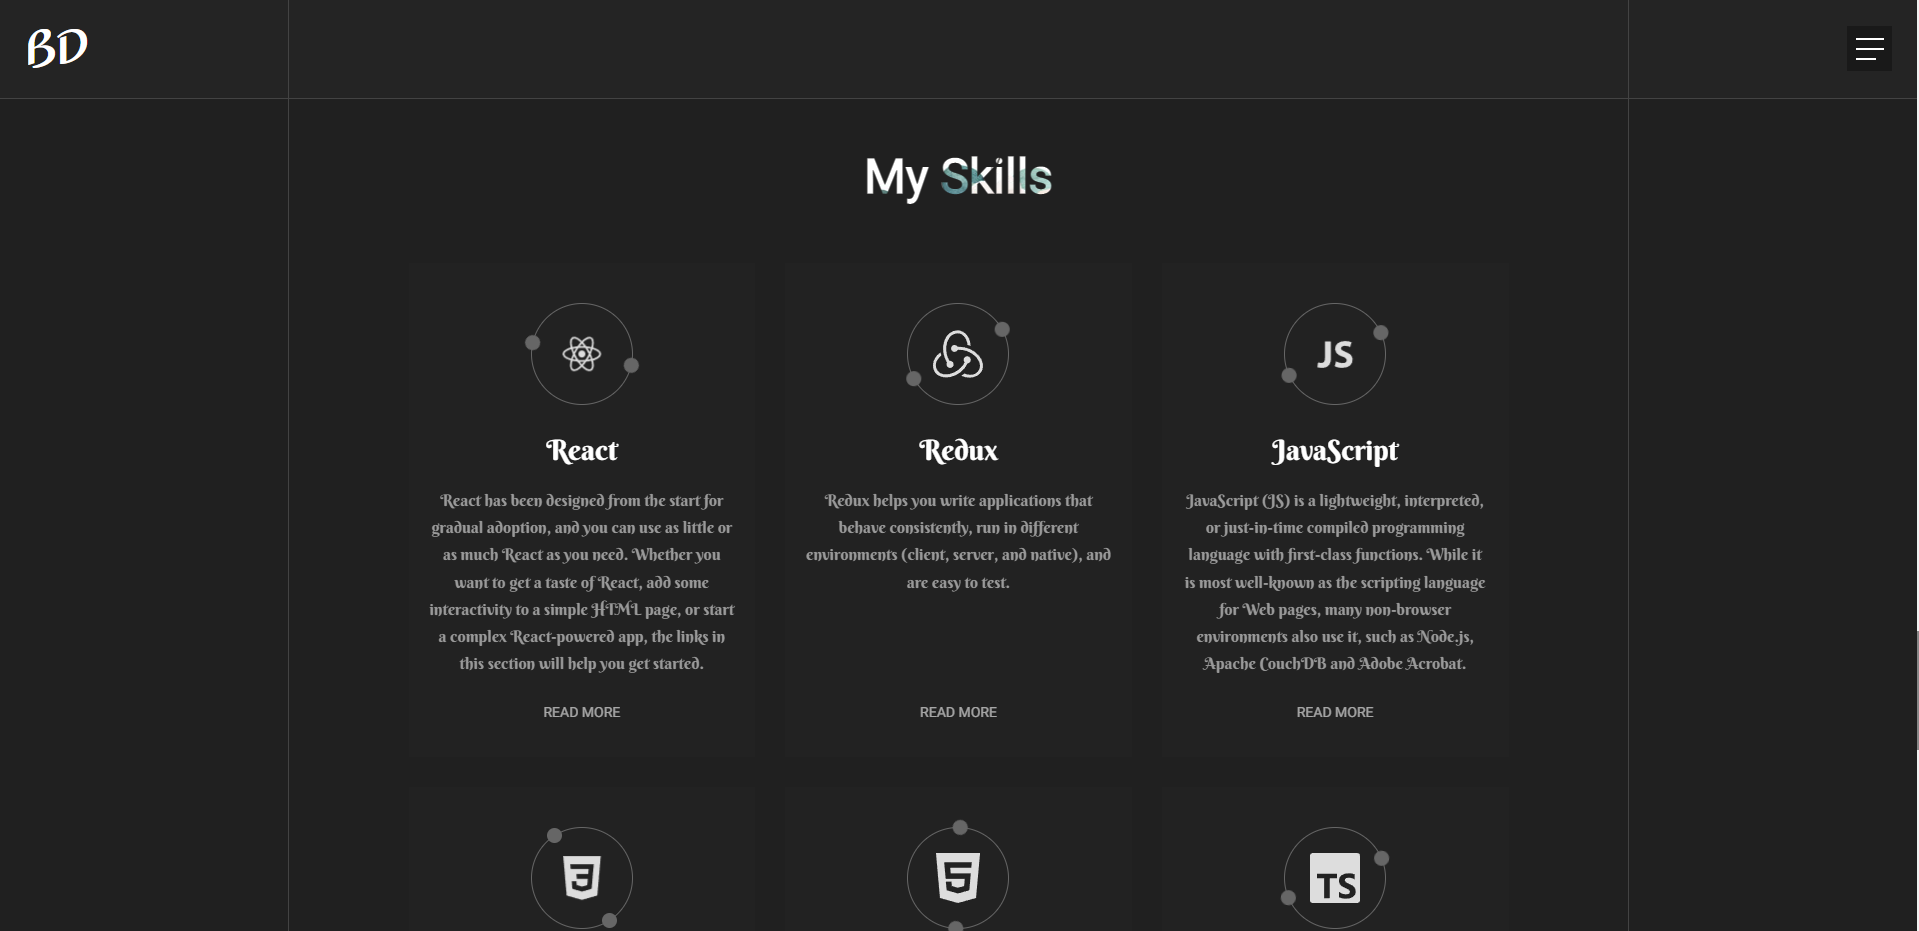 BD
My Skills
JS
React
Redux
JavaScript
React has been designed from the start for
gradual adoption, and you can use as little or
as much React as you need. Whether you
want to get a taste of React, add some
interactivity to a simple HTML page, or start
a complex React-powered app, the links in
this section will help you get started.
Redux helps you write applications that
behave consistently, run in different
environments (client, server, and native), and
are easy to test.
JavaScript (JS) is a lightweight, interpreted,
or just-in-time compiled programming
language with first-class functions. While it
is most well-known as the scripting language
for Web pages, many non-browser
environments also use it, such as Node.js,
Apache CouchDB and Adobe Acrobat.
READ MORE
READ MORE
READ MORE
3
5
TS